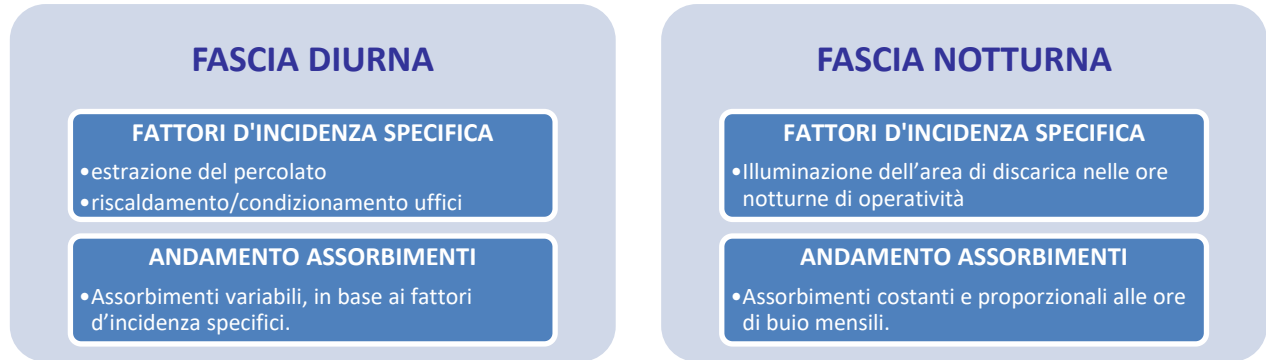 FASCIA DIURNA
FATTORI D'INCIDENZA SPECIFICA
•estrazione del percolato
•riscaldamento/condizionamento uffici
ANDAMENTO ASSORBIMENTI
•Assorbimenti variabili, in base ai fattori
d’incidenza specifici.
FASCIA NOTTURNA
FATTORI D'INCIDENZA SPECIFICA
•Illuminazione dell’area di discarica nelle ore
notturne di operatività
ANDAMENTO ASSORBIMENTI
•Assorbimenti costanti e proporzionali alle ore
di buio mensili.